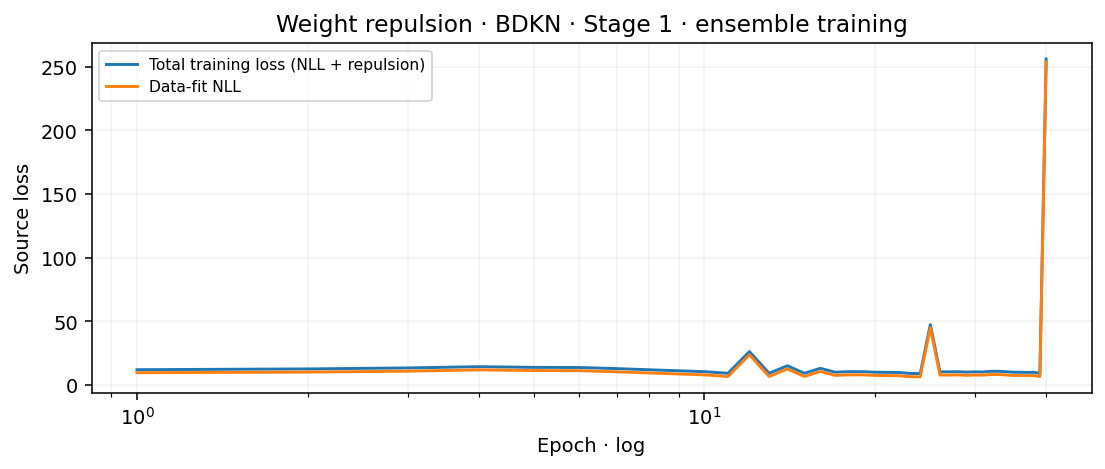 Weight repulsion · BDKN · Stage 1 · ensemble training
Total training loss (NLL + repulsion)
Data-fit NLL
Source loss
250
200
150
100
50
0
10⁰
10¹
Epoch · log